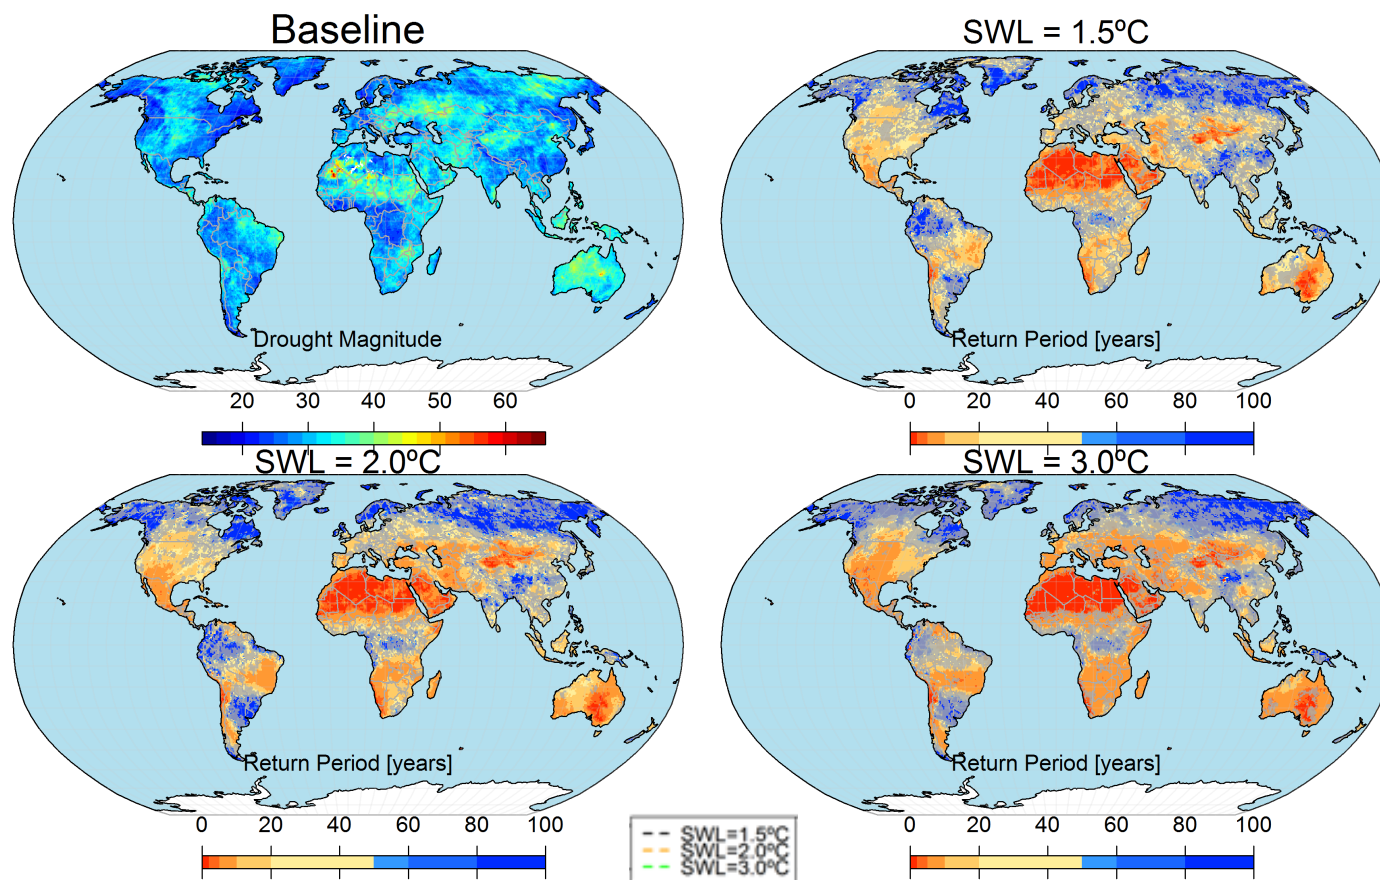 Baseline
SWL = 1.5ºC
Drought Magnitude
Return Period [years]
20 30 40 50 60
0 20 40 60 80 100
SWL = 2.0ºC
SWL = 3.0ºC
Return Period [years]
Return Period [years]
0 20 40 60 80 100
0 20 40 60 80 100
SWL=1.5ºC
SWL=2.0ºC
SWL=3.0ºC